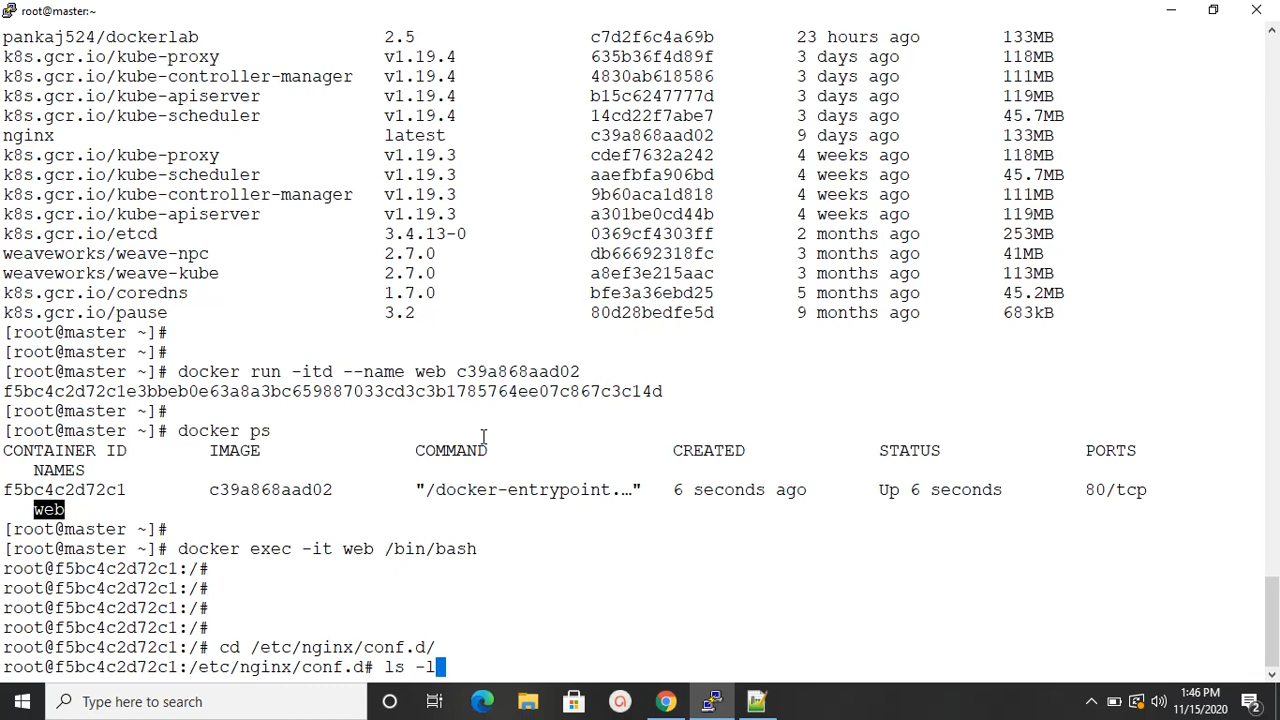 root@master:~
pankaj524/dockerlab 2.5 c7d2f6c4a69b 23 hours ago 133MB
k8s.gcr.io/kube-proxy v1.19.4 635b36f4d89f 3 days ago 118MB
k8s.gcr.io/kube-controller-manager v1.19.4 4830ab618586 3 days ago 111MB
k8s.gcr.io/kube-apiserver v1.19.4 b15c6247777d 3 days ago 119MB
k8s.gcr.io/kube-scheduler v1.19.4 14cd22f7abe7 3 days ago 45.7MB
nginx latest c39a868aad02 9 days ago 133MB
k8s.gcr.io/kube-proxy v1.19.3 cdef7632a242 4 weeks ago 118MB
k8s.gcr.io/kube-scheduler v1.19.3 aaefbfa906bd 4 weeks ago 45.7MB
k8s.gcr.io/kube-controller-manager v1.19.3 9b60aca1d818 4 weeks ago 111MB
k8s.gcr.io/kube-apiserver v1.19.3 a301be0cd44b 4 weeks ago 119MB
k8s.gcr.io/etcd 3.4.13-0 0369cf4303ff 2 months ago 253MB
weaveworks/weave-npc 2.7.0 db66692318fc 3 months ago 41MB
weaveworks/weave-kube 2.7.0 a8ef3e215aac 3 months ago 113MB
k8s.gcr.io/coredns 1.7.0 bfe3a36ebd25 5 months ago 45.2MB
k8s.gcr.io/pause 3.2 80d28bedfe5d 9 months ago 683kB
[root@master ~]#
[root@master ~]#
[root@master ~]# docker run -itd --name web c39a868aad02
f5bc4c2d72c1e3bbeb0e63a8a3bc659887033cd3c3b1785764ee07c867c3c14d
[root@master ~]#
[root@master ~]# docker ps
CONTAINER ID IMAGE COMMAND CREATED STATUS PORTS
NAMES
f5bc4c2d72c1 c39a868aad02 "/docker-entrypoint.…" 6 seconds ago Up 6 seconds 80/tcp
web
[root@master ~]#
[root@master ~]# docker exec -it web /bin/bash
root@f5bc4c2d72c1:/#
root@f5bc4c2d72c1:/#
root@f5bc4c2d72c1:/#
root@f5bc4c2d72c1:/#
root@f5bc4c2d72c1:/# cd /etc/nginx/conf.d/
root@f5bc4c2d72c1:/etc/nginx/conf.d# ls -l
Type here to search
1:46 PM
11/15/2020
2